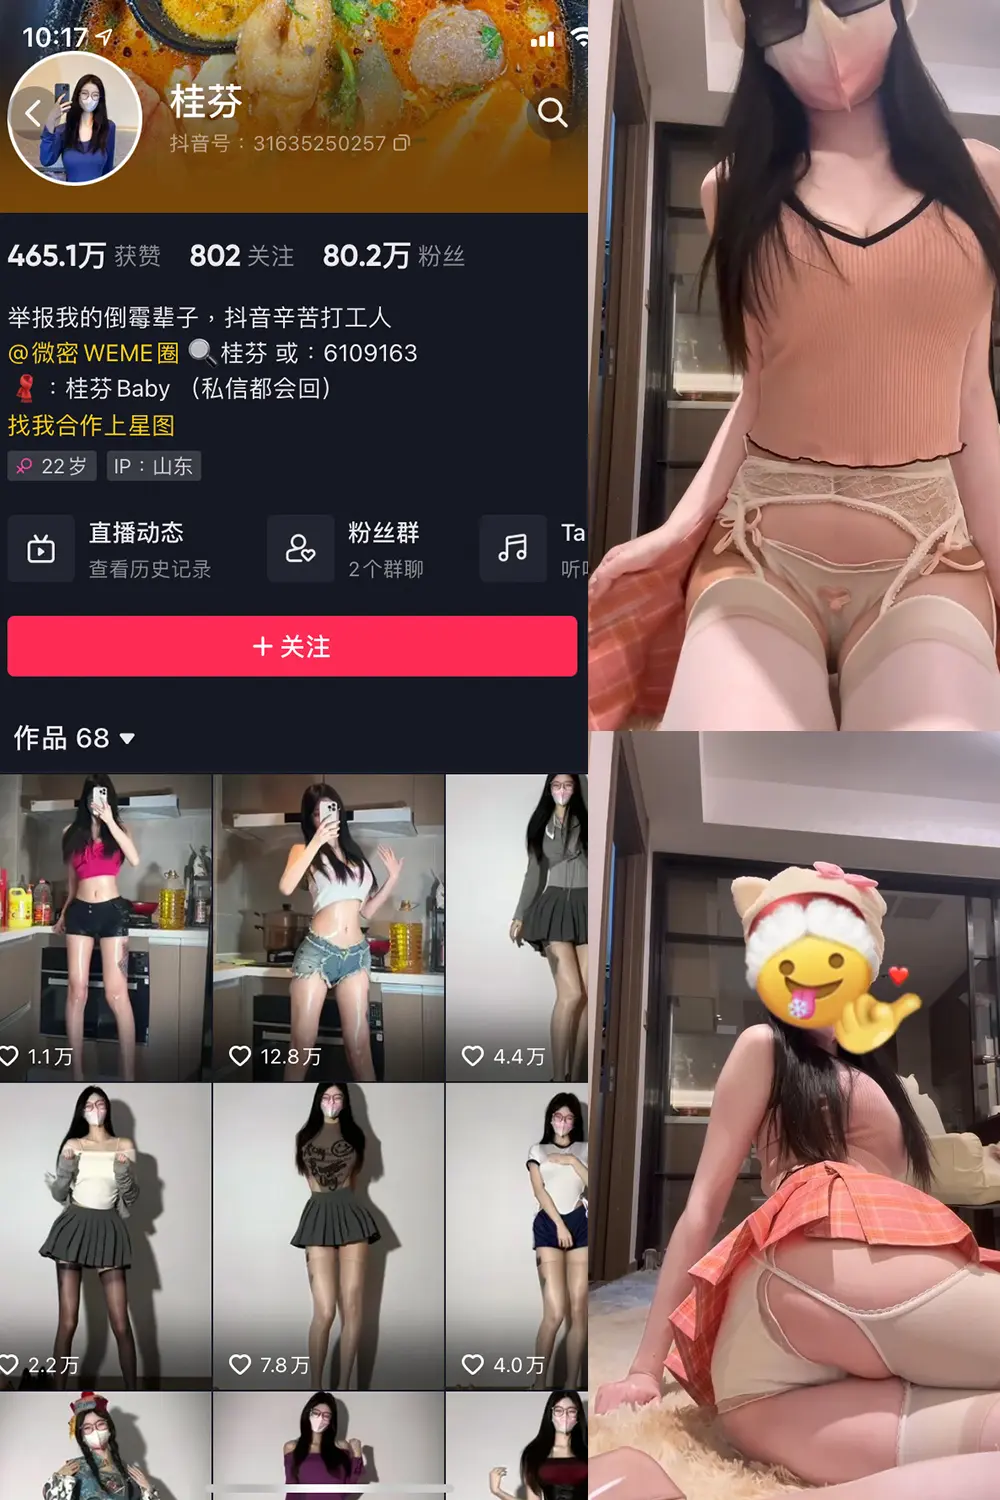 10:17
桂芬
抖音号：31635250257
465.1万 获赞 802 关注 80.2万 粉丝
举报我的倒霉辈子，抖音辛苦打工人
@微密 WEME圈 🔍桂芬 或：6109163
：桂芬Baby （私信都会回）
找我合作上星图
22岁 IP：山东
直播动态 粉丝群 Ta
查看历史记录 2个群聊 听
+ 关注
作品 68
1.1万 12.8万 4.4万
2.2万 7.8万 4.0万